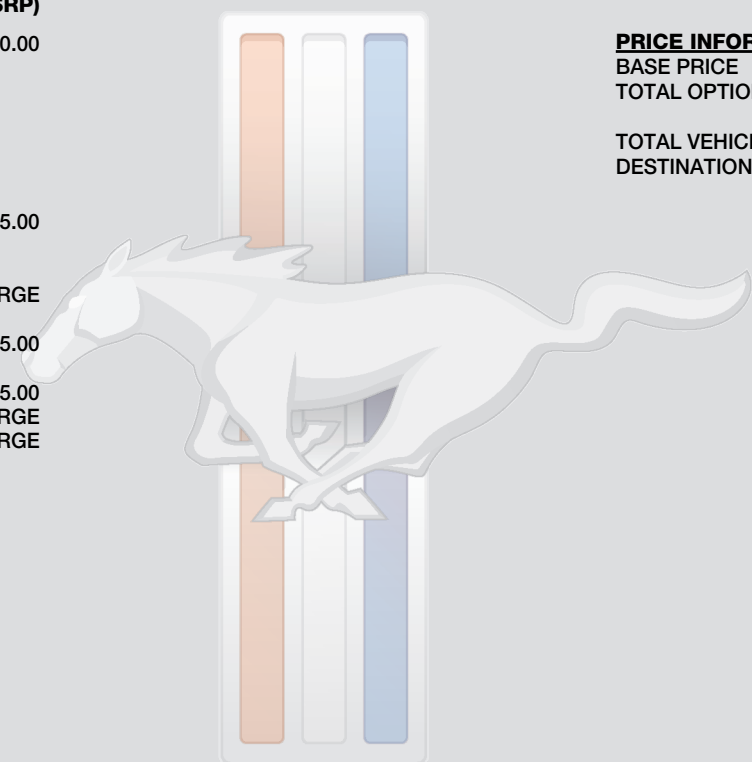 SRP)
0.00
5.00
RGE
5.00
5.00
RGE
RGE
PRICE INFOR
BASE PRICE
TOTAL OPTION
TOTAL VEHICL
DESTINATION